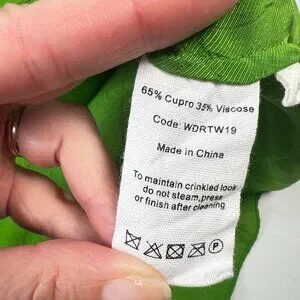 65% Cupro 35% Viscose
Code: WDRTW19
Made in China
To maintain crinkled look
do not steam,press
or finish after cleaning
P